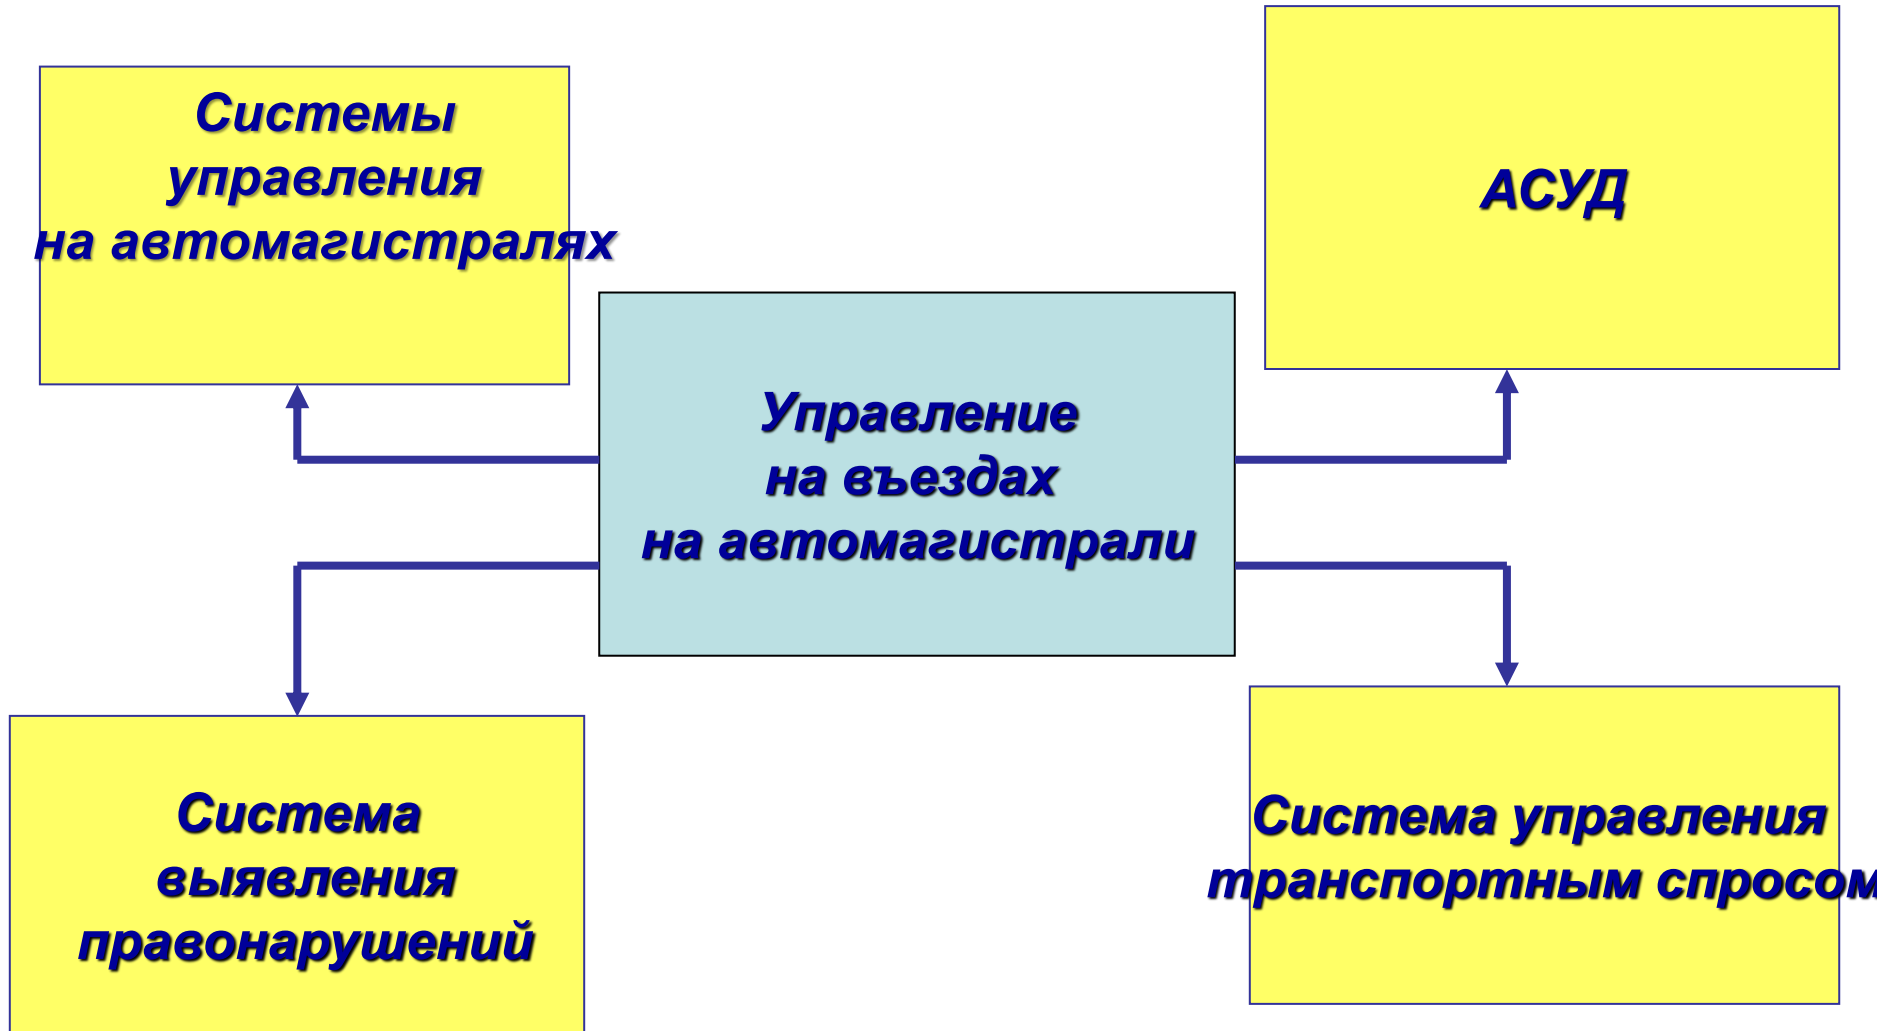 Системы
управления
на автомагистралях
АСУД
Управление
на въездах
на автомагистрали
Система
выявления
правонарушений
Система управления
транспортным спросом